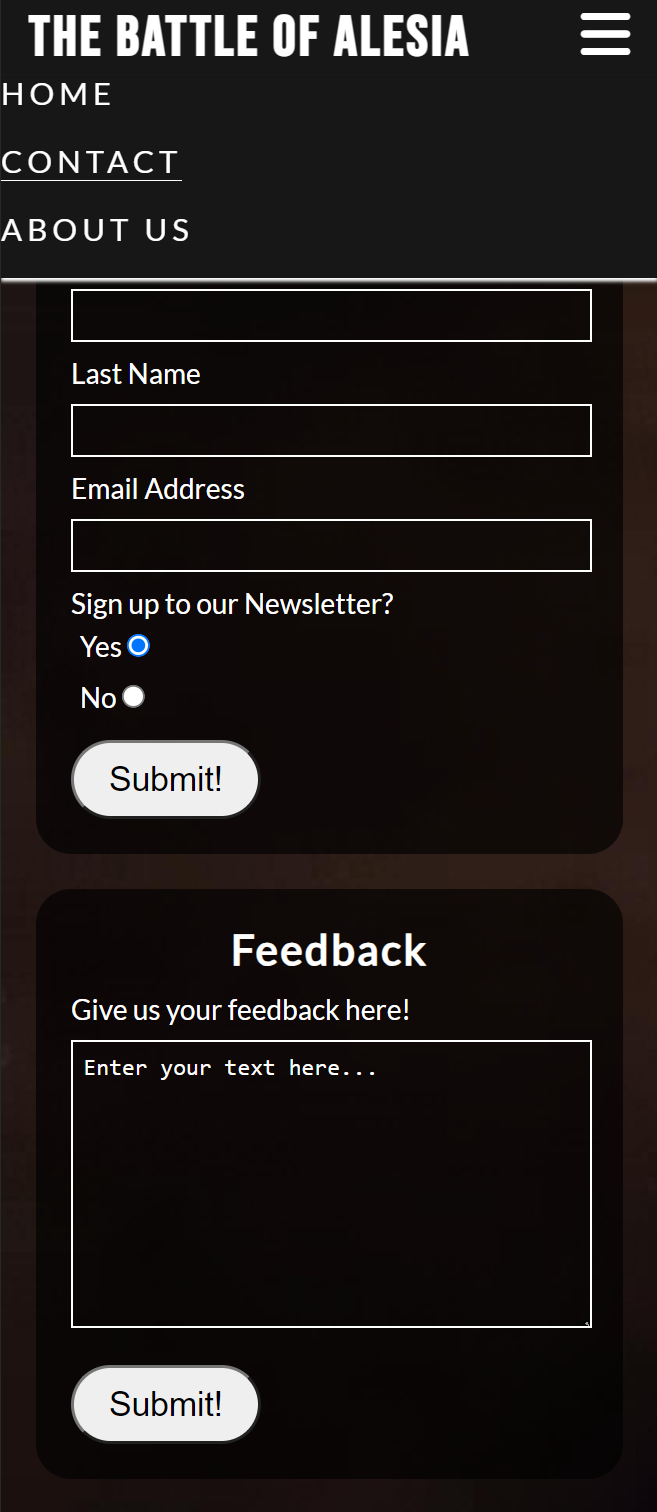 THE BATTLE OF ALESIA
HOME
CONTACT
ABOUT US
Last Name
Email Address
Sign up to our Newsletter?
Yes
No
Submit!
Feedback
Give us your feedback here!
Enter your text here...
Submit!